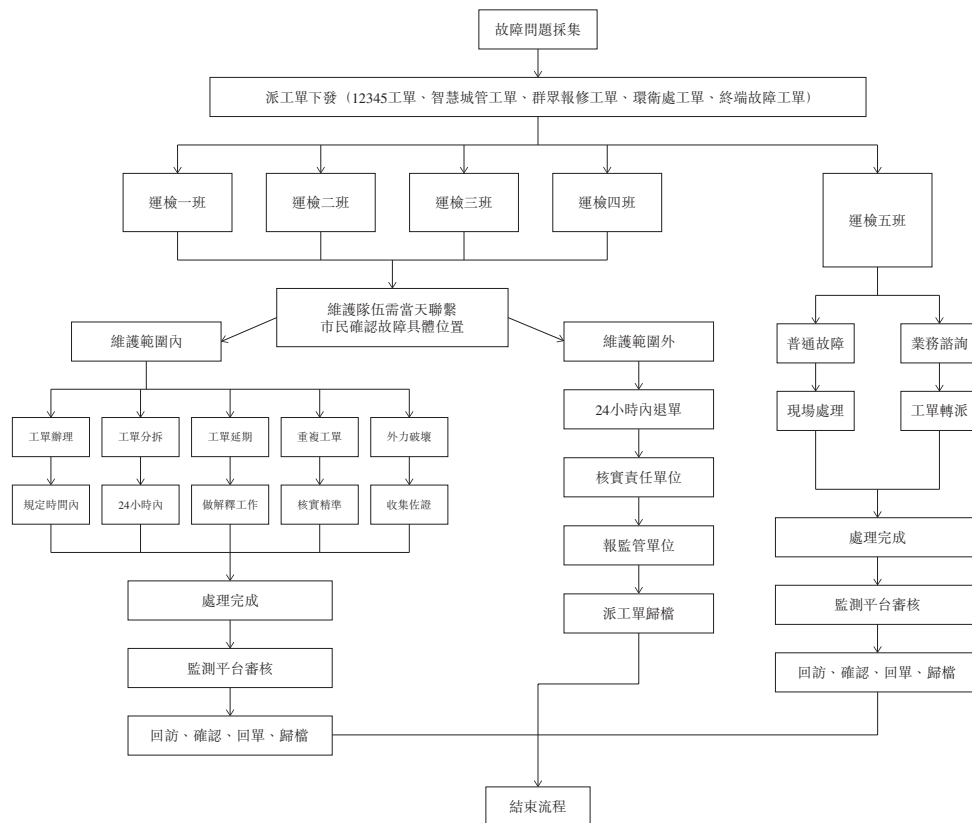 故障問題採集
派工單下發（12345工單、智慧城管工單、群眾報修工單、環衛處工單、終端故障工單）
運檢一班
運檢二班
運檢三班
運檢四班
運檢五班
維護隊伍需當天聯繫
市民確認故障具體位置
維護範圍內
維護範圍外
普通故障
業務諮詢
24小時內退單
現場處理
工單轉派
工單辦理
工單分拆
工單延期
重複工單
外力破壞
核實責任單位
規定時間內
24小時內
做解釋工作
核實精準
收集佐證
報監管單位
處理完成
處理完成
派工單歸檔
監測平台審核
監測平台審核
回訪、確認、回單、歸檔
回訪、確認、回單、歸檔
結束流程